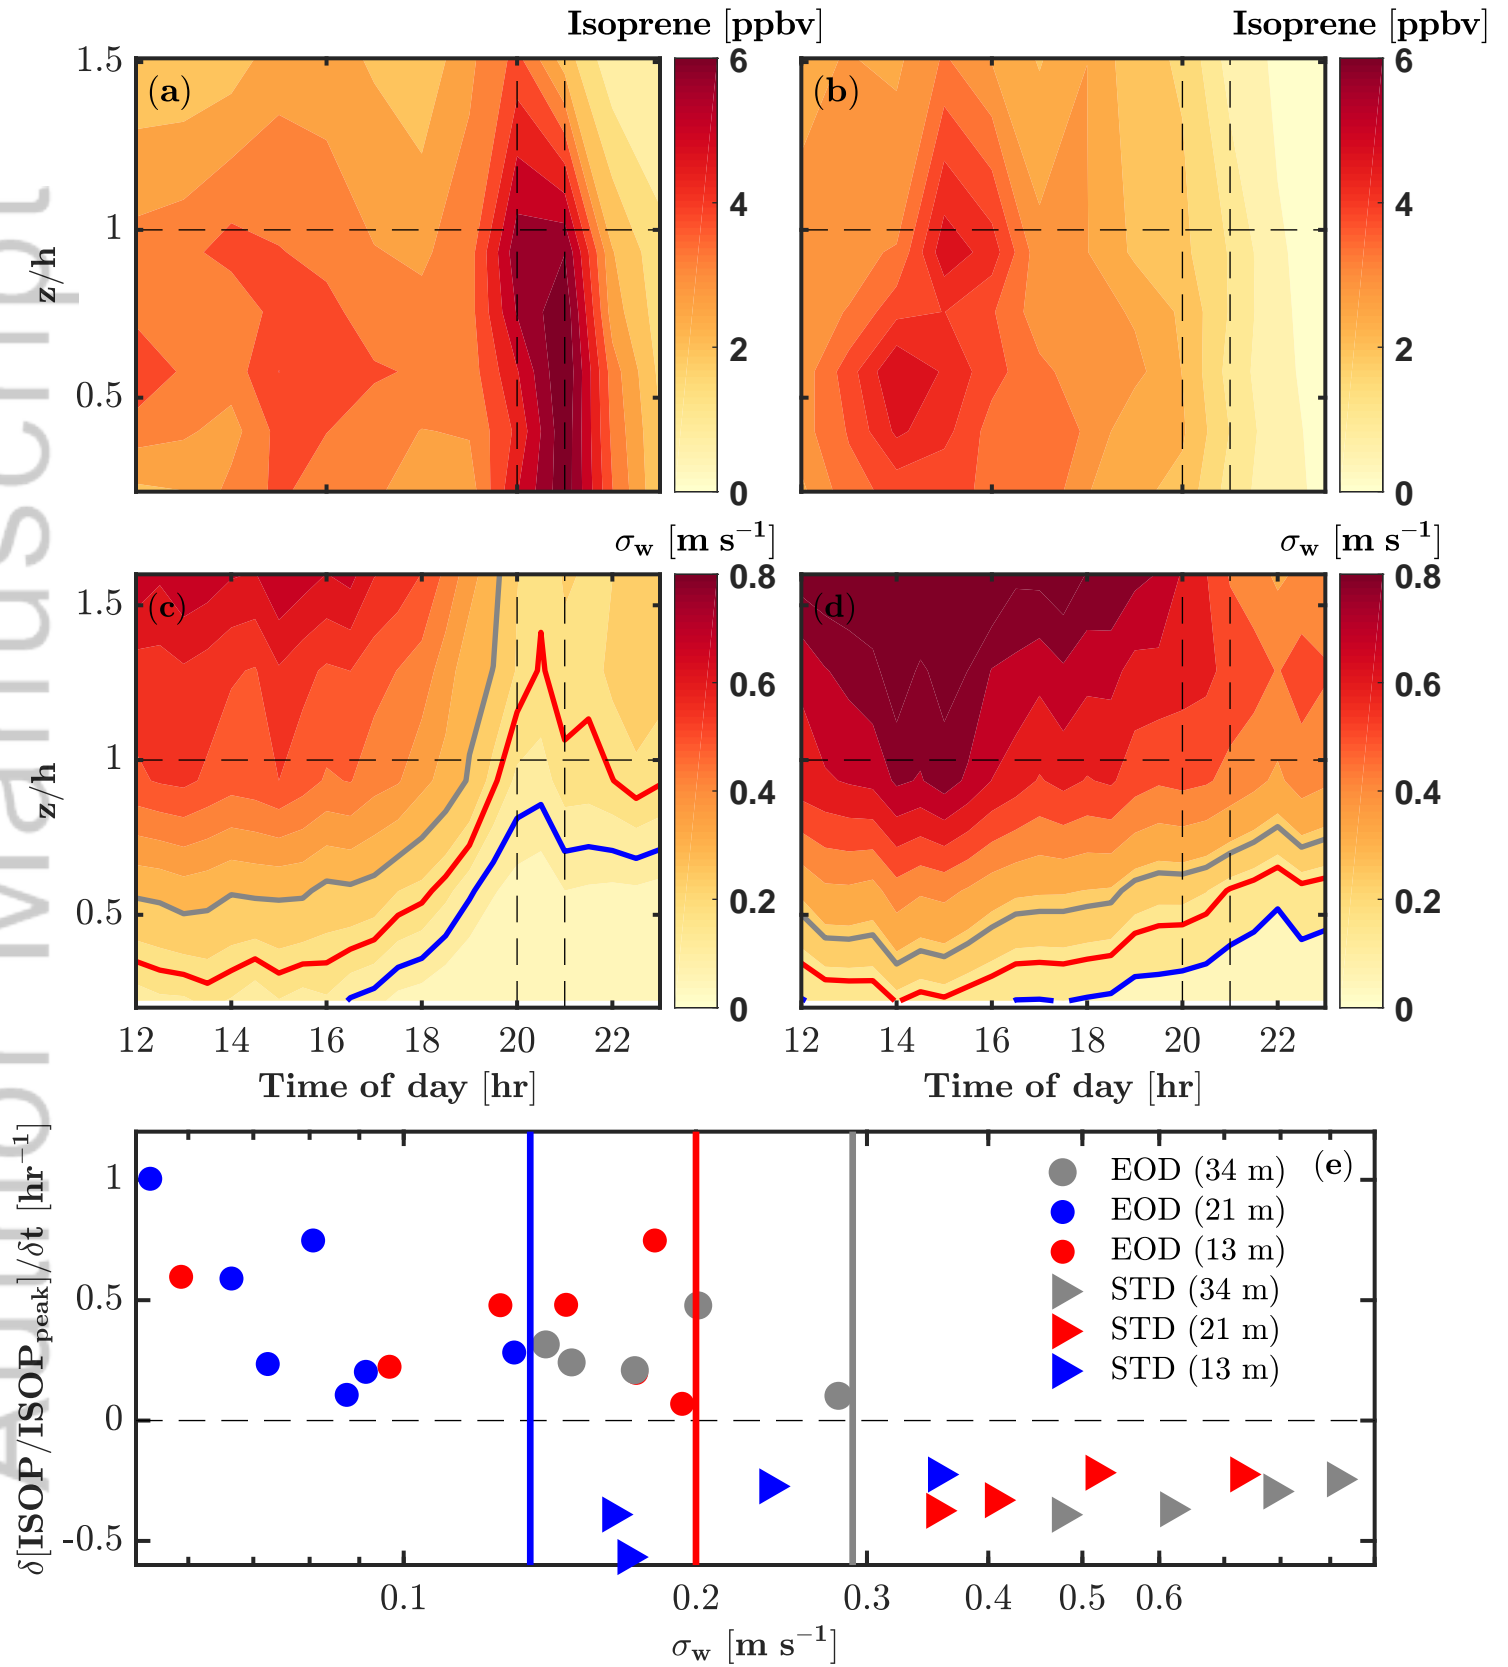 Isoprene [ppbv]
Isoprene [ppbv]
(a)
(b)
1.5
1
0.5
z/h
6
4
2
0
6
4
2
0
σw [m s−1]
σw [m s−1]
(c)
(d)
1.5
1
0.5
z/h
0.8
0.6
0.4
0.2
0
0.8
0.6
0.4
0.2
0
12 14 16 18 20 22
12 14 16 18 20 22
Time of day [hr]
Time of day [hr]
(e)
EOD (34 m)
EOD (21 m)
EOD (13 m)
STD (34 m)
STD (21 m)
STD (13 m)
1
0.5
0
-0.5
δ[ISOP/ISOPpeak]/δt [hr−1]
0.1 0.2 0.3 0.4 0.5 0.6
σw [m s−1]
Author Manuscript